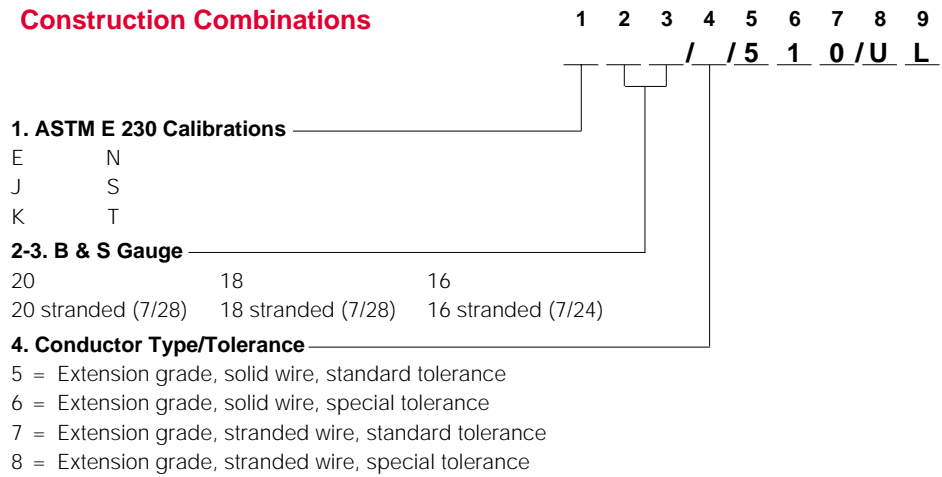 Construction Combinations
1 2 3 4 5 6 7 8 9
/ / 5 1 0 / U L
1. ASTM E 230 Calibrations
E N
J S
K T
2-3. B & S Gauge
20 18 16
20 stranded (7/28) 18 stranded (7/28) 16 stranded (7/24)
4. Conductor Type/Tolerance
5 = Extension grade, solid wire, standard tolerance
6 = Extension grade, solid wire, special tolerance
7 = Extension grade, stranded wire, standard tolerance
8 = Extension grade, stranded wire, special tolerance